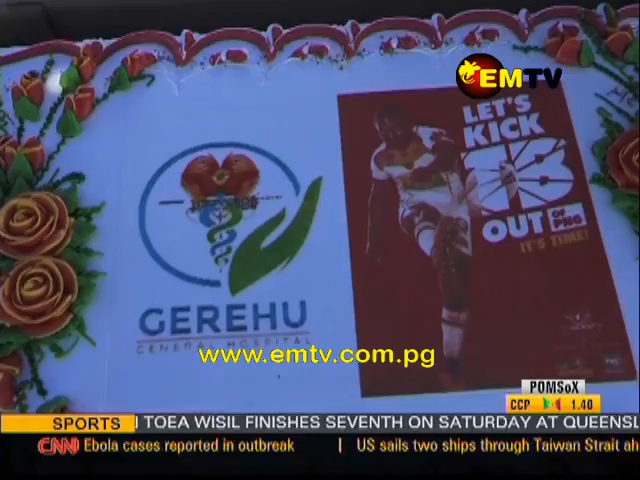 EMTV
LET'S
KICK
TB
OUT OF PNG
IT'S TIME!
GEREHU
GENERAL HOSPITAL
www.emtv.com.pg
POMSoX
CCP 1.40
SPORTS TOEA WISIL FINISHES SEVENTH ON SATURDAY AT QUEENSL
CNN Ebola cases reported in outbreak | US sails two ships through Taiwan Strait ah